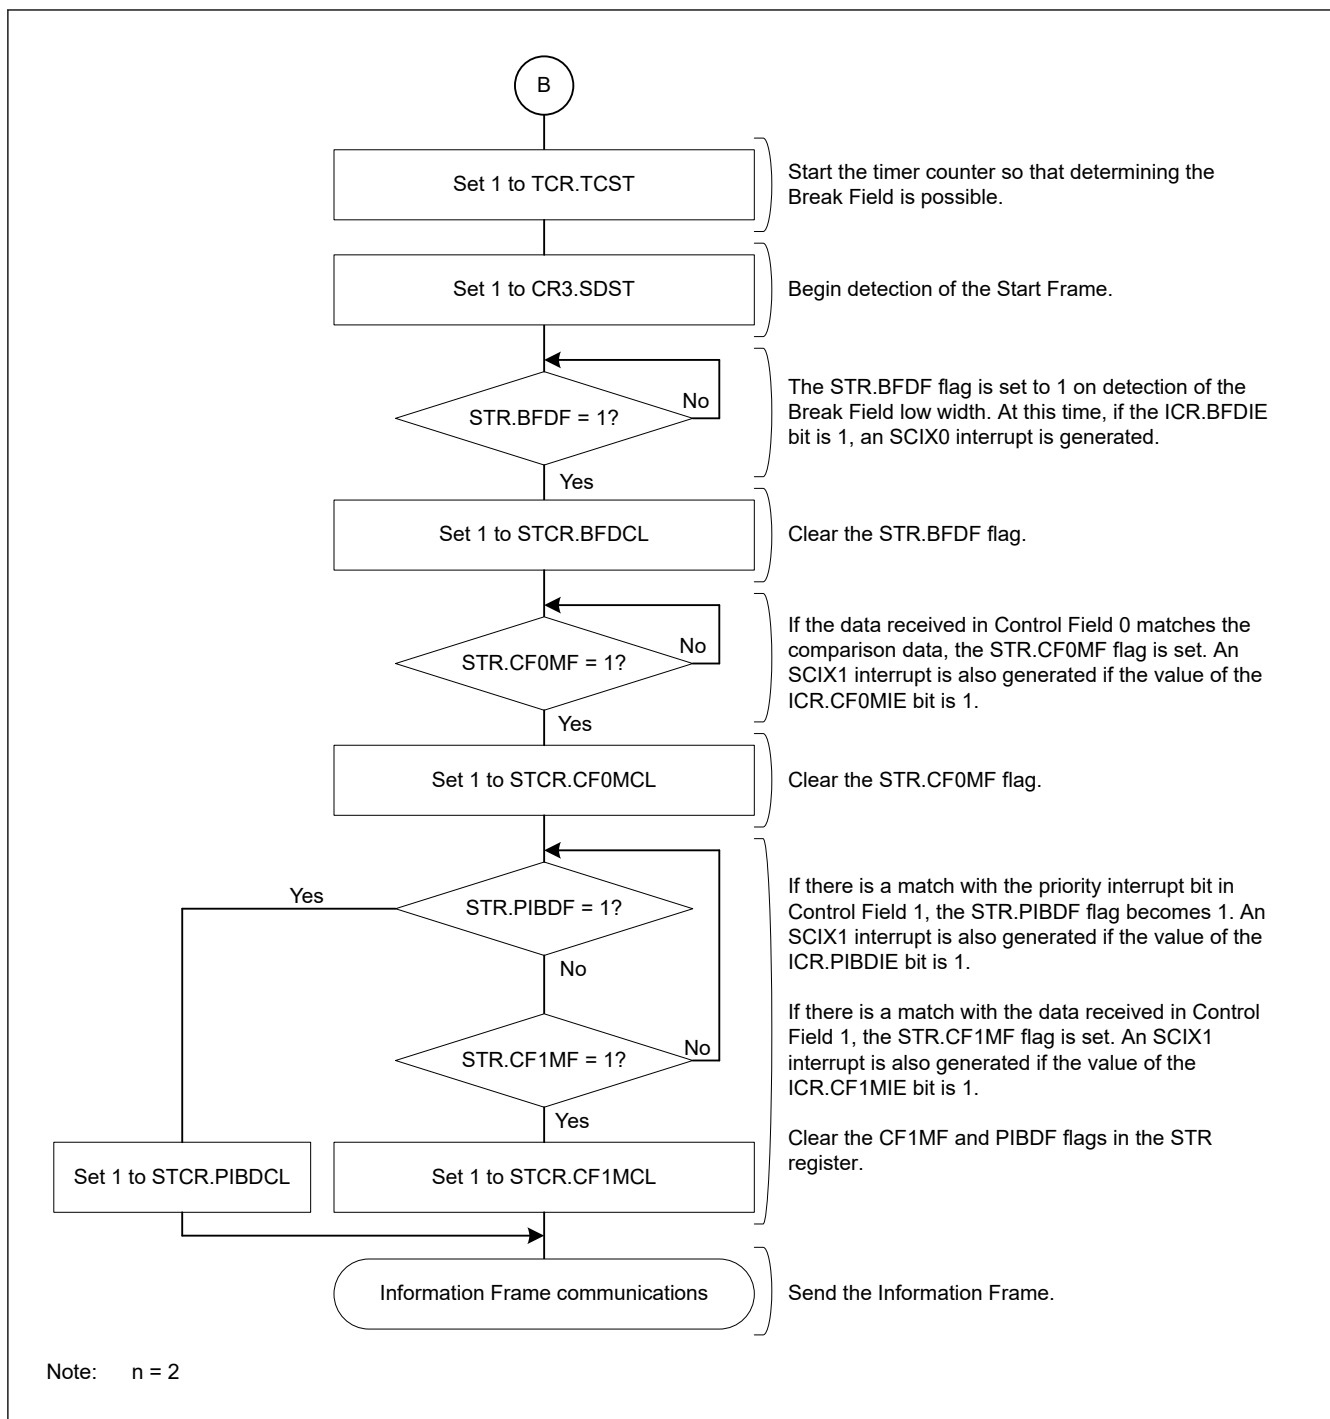 B
Set 1 to TCR.TCST
Start the timer counter so that determining the
Break Field is possible.
Set 1 to CR3.SDST
Begin detection of the Start Frame.
STR.BFDF = 1?
No
Yes
The STR.BFDF flag is set to 1 on detection of the
Break Field low width. At this time, if the ICR.BFDIE
bit is 1, an SCIX0 interrupt is generated.
Set 1 to STCR.BFDCL
Clear the STR.BFDF flag.
STR.CF0MF = 1?
No
Yes
If the data received in Control Field 0 matches the
comparison data, the STR.CF0MF flag is set. An
SCIX1 interrupt is also generated if the value of the
ICR.CF0MIE bit is 1.
Set 1 to STCR.CF0MCL
Clear the STR.CF0MF flag.
Yes
STR.PIBDF = 1?
No
If there is a match with the priority interrupt bit in
Control Field 1, the STR.PIBDF flag becomes 1. An
SCIX1 interrupt is also generated if the value of the
ICR.PIBDIE bit is 1.
STR.CF1MF = 1?
No
Yes
If there is a match with the data received in Control
Field 1, the STR.CF1MF flag is set. An SCIX1
interrupt is also generated if the value of the
ICR.CF1MIE bit is 1.
Set 1 to STCR.PIBDCL
Set 1 to STCR.CF1MCL
Clear the CF1MF and PIBDF flags in the STR
register.
Information Frame communications
Send the Information Frame.
Note: n = 2